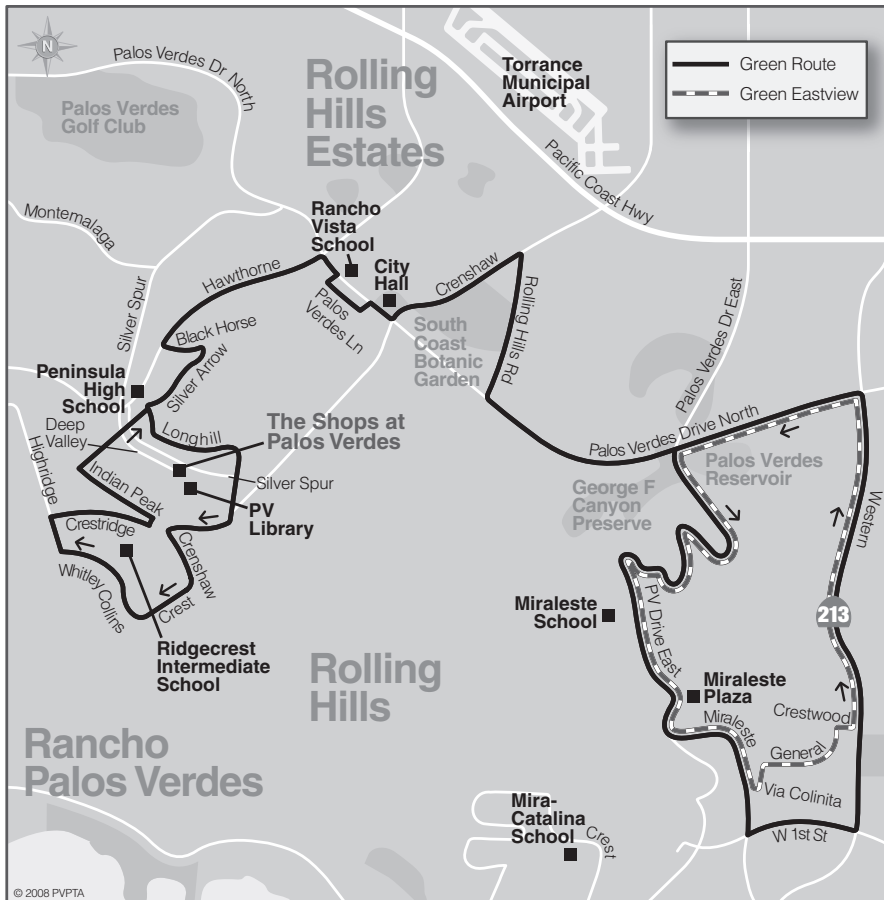 N
Palos Verdes Dr North
Palos Verdes
Golf Club
Rolling
Hills
Estates
Torrance
Municipal
Airport
Green Route
Green Eastview
Pacific Coast Hwy
Montemalaga
Rancho
Vista
School
City
Hall
Hawthorne
Crenshaw
Silver Spur
Palos
Verdes Ln
Rolling Hills Rd
Palos Verdes Dr East
Black Horse
South
Coast
Botanic
Garden
Silver Arrow
Peninsula
High
School
The Shops at
Palos Verdes
Deep
Valley
Longhill
Palos Verdes Drive North
Highridge
Indian Peak
Silver Spur
Palos Verdes
Reservoir
Western
PV
Library
George F
Canyon
Preserve
Crestridge
Crenshaw
Whitley Collins
Crest
PV Drive East
Miraleste
School
213
Ridgecrest
Intermediate
School
Rolling
Hills
Miraleste
Plaza
Crestwood
Miraleste
General
Rancho
Palos Verdes
Via Colinita
Mira-
Catalina
School
Crest
W 1st St
© 2008 PVPTA